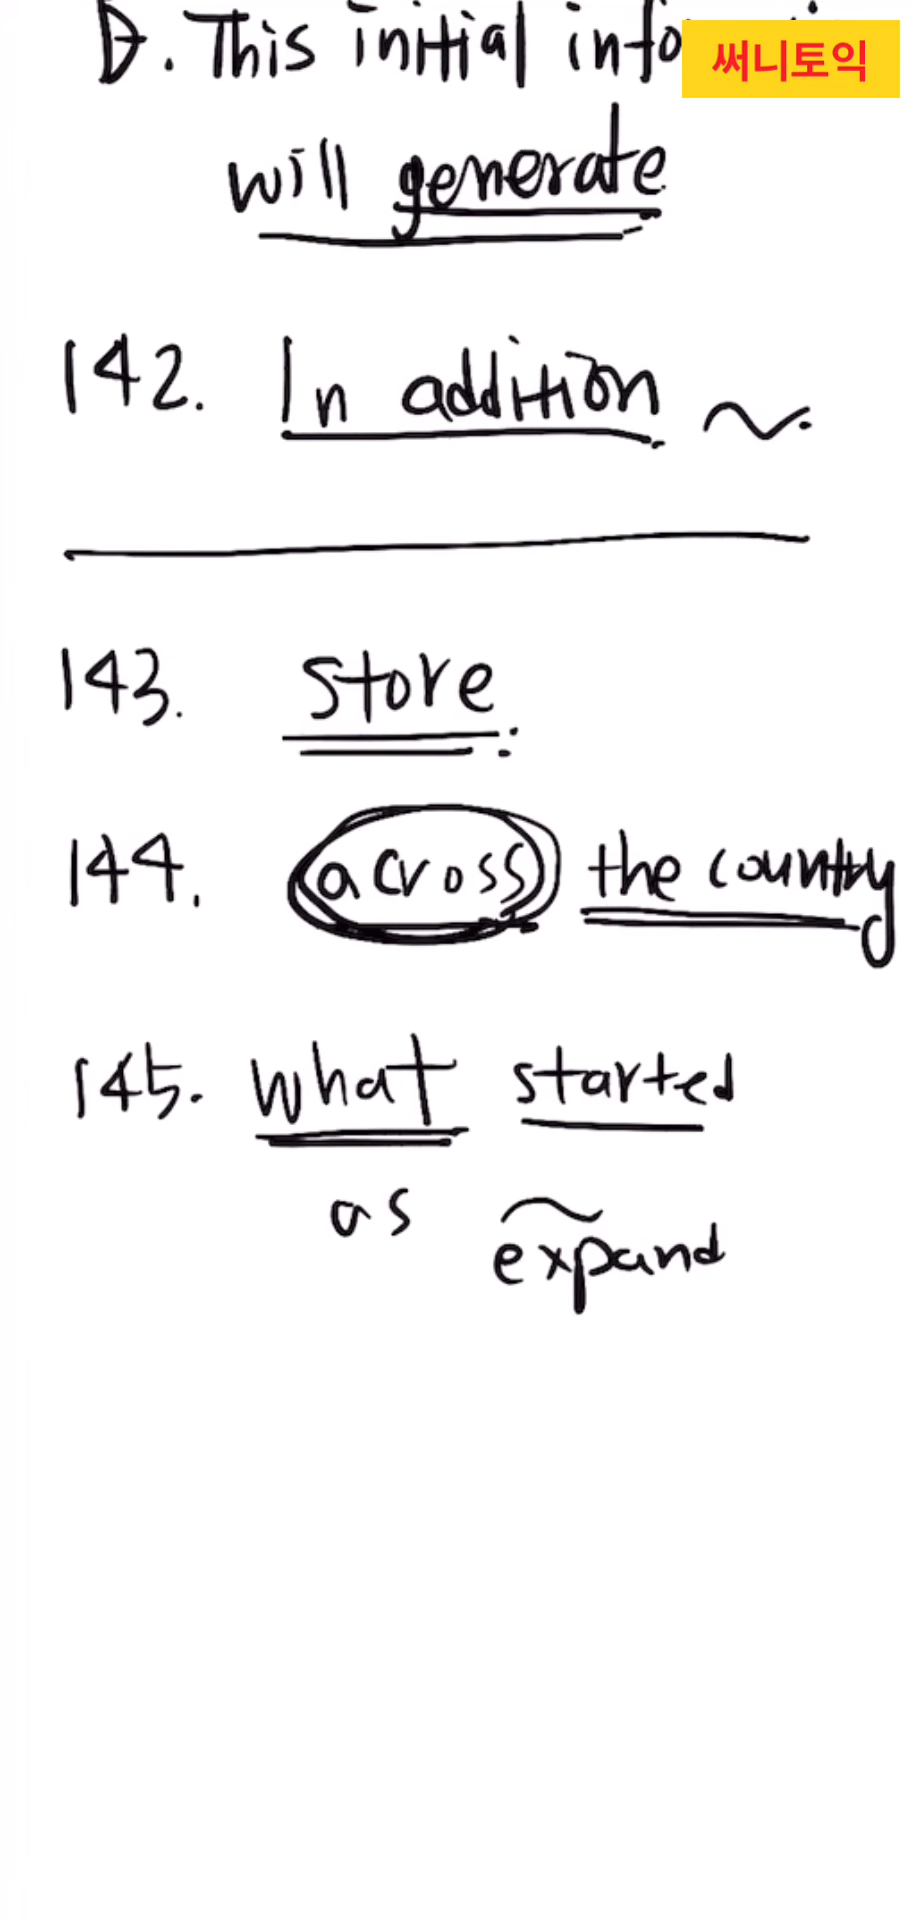 D. This initial
써니토익
will generate
142. In addition ~.
143. store
144. across the country
145. what started
as ~
expand